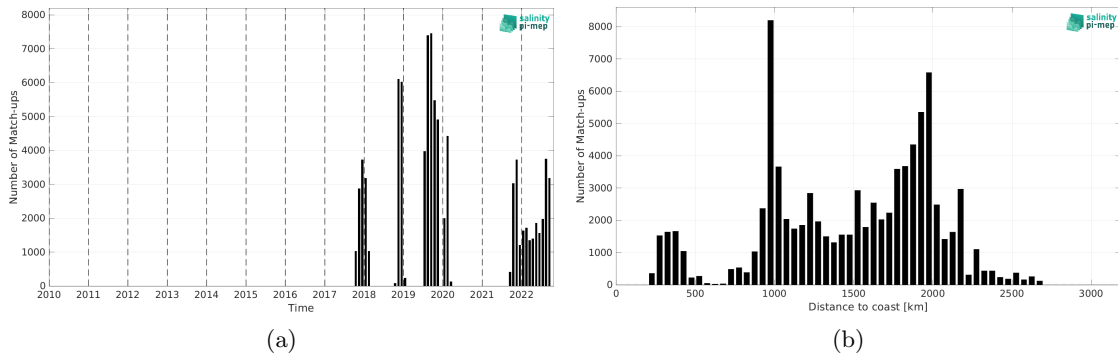 8000
7000
6000
5000
4000
3000
2000
1000
0
Number of Match-ups
2010 2011 2012 2013 2014 2015 2016 2017 2018 2019 2020 2021 2022
Time
salinity
pi-mep
(a)
8000
7000
6000
5000
4000
3000
2000
1000
0
Number of Match-ups
0 500 1000 1500 2000 2500 3000
Distance to coast [km]
salinity
pi-mep
(b)